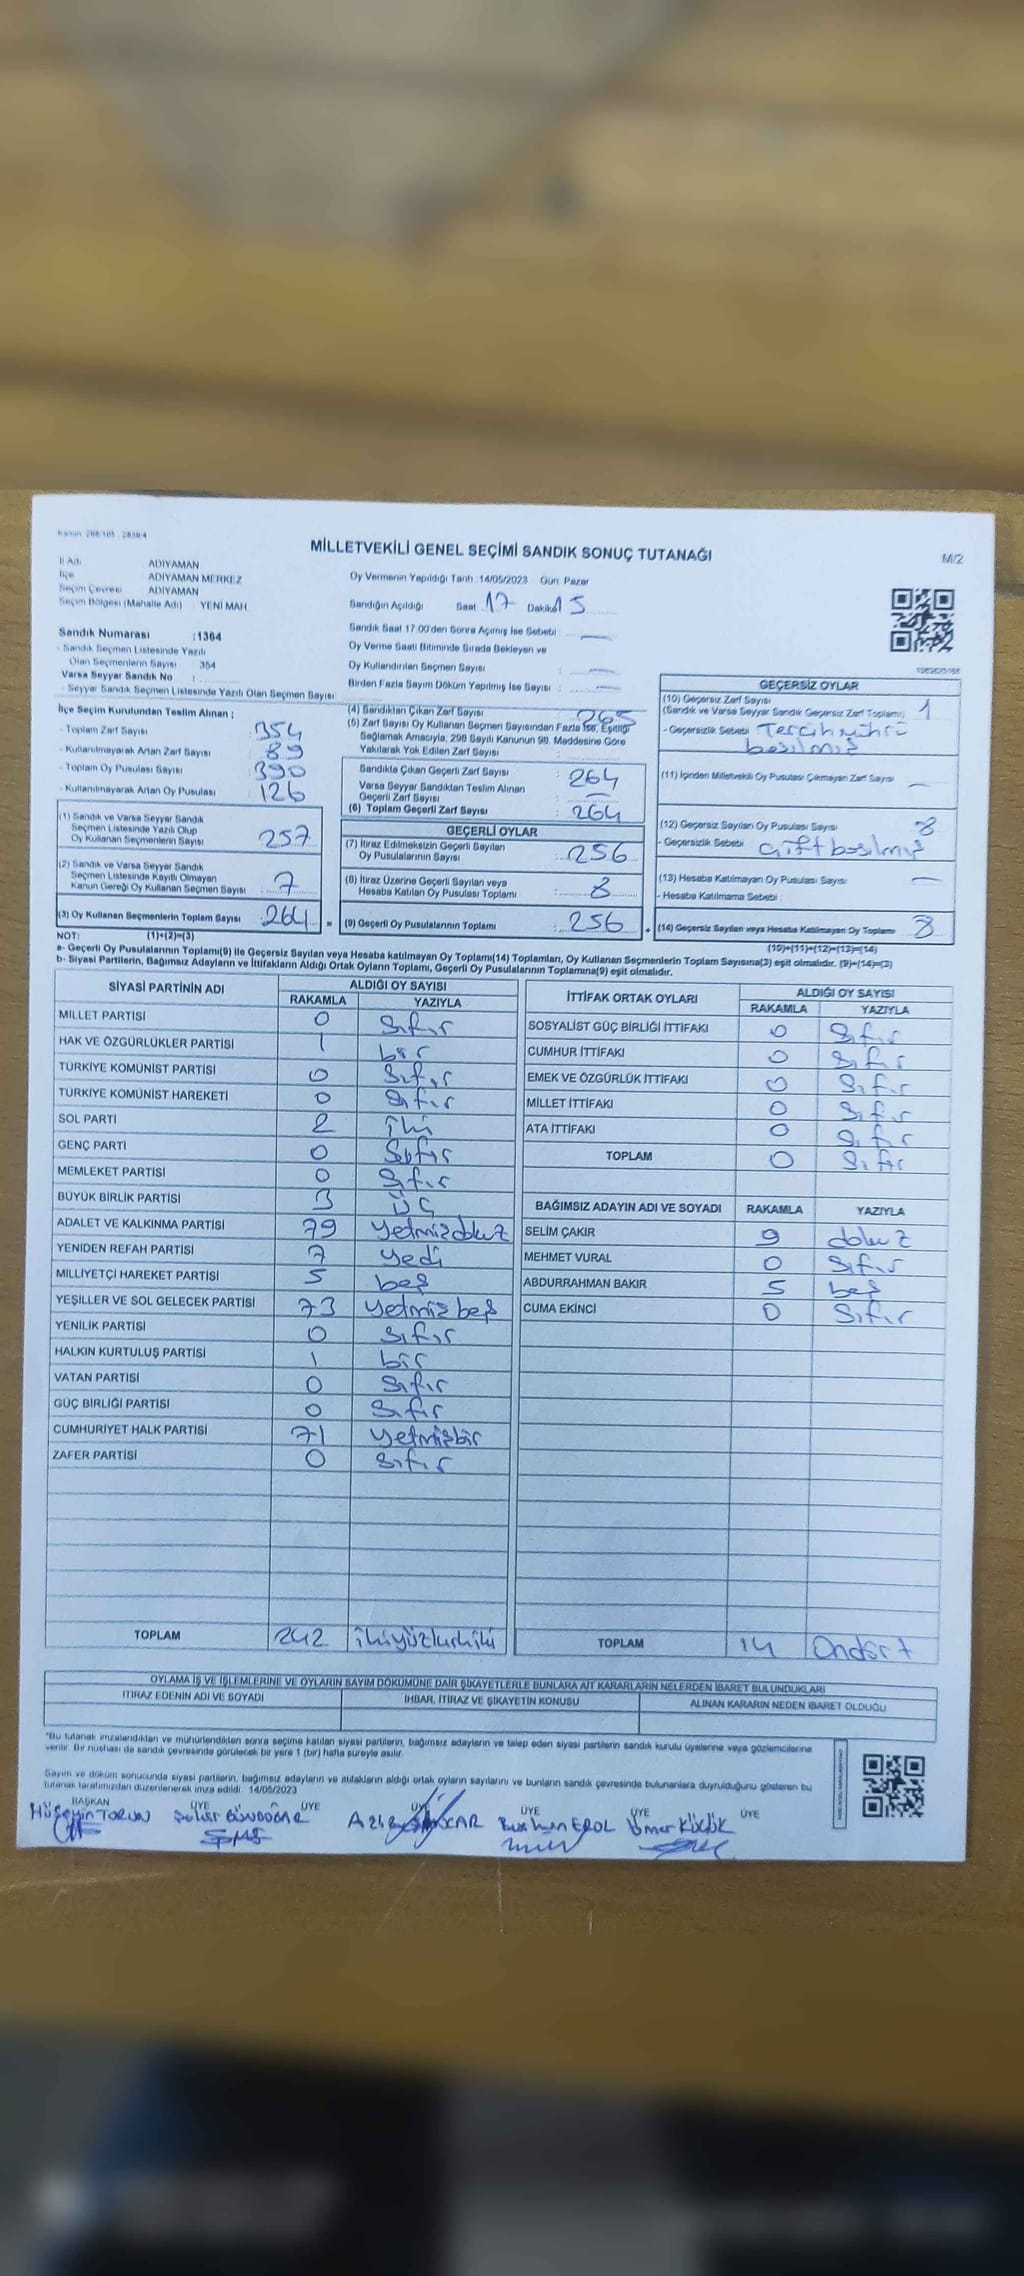 Kanun: 298/105 - 2839/4
MİLLETVEKİLİ GENEL SEÇİMİ SANDIK SONUÇ TUTANAĞI
M/2
İl Adı ADIYAMAN
İlçe ADIYAMAN MERKEZ
Seçim Çevresi ADIYAMAN
Seçim Bölgesi (Mahalle Adı) YENİ MAH
Oy Vermenin Yapıldığı Tarih :14/05/2023 Gün Pazar
Sandığın Açıldığı Saat 17 Dakika 15
Sandık Saat 17:00'den Sonra Açılmış İse Sebebi : —
Oy Verme Saati Bitiminde Sırada Bekleyen ve
Oy Kullandırılan Seçmen Sayısı : —
Birden Fazla Sayım Döküm Yapılmış İse Sayısı : —
Sandık Numarası :1364
- Sandık Seçmen Listesinde Yazılı
Olan Seçmenlerin Sayısı 354
Varsa Seyyar Sandık No :
- Seyyar Sandık Seçmen Listesinde Yazılı Olan Seçmen Sayısı:
İlçe Seçim Kurulundan Teslim Alınan ;
- Toplam Zarf Sayısı : 354
- Kullanılmayarak Artan Zarf Sayısı : 89
- Toplam Oy Pusulası Sayısı : 390
- Kullanılmayarak Artan Oy Pusulası : 126
(1) Sandık ve Varsa Seyyar Sandık
Seçmen Listesinde Yazılı Olup
Oy Kullanan Seçmenlerin Sayısı : 257
(2) Sandık ve Varsa Seyyar Sandık
Seçmen Listesinde Kayıtlı Olmayan
Kanun Gereği Oy Kullanan Seçmen Sayısı : 7
(3) Oy Kullanan Seçmenlerin Toplam Sayısı : 264
(4) Sandıktan Çıkan Zarf Sayısı : 265
(5) Zarf Sayısı Oy Kullanan Seçmen Sayısından Fazla İse, Eşitliği
Sağlamak Amacıyla, 298 Sayılı Kanunun 98. Maddesine Göre
Yakılarak Yok Edilen Zarf Sayısı :
Sandıkta Çıkan Geçerli Zarf Sayısı : 264
Varsa Seyyar Sandıktan Teslim Alınan
Geçerli Zarf Sayısı : —
(6) Toplam Geçerli Zarf Sayısı : 264
GEÇERLİ OYLAR
(7) İtiraz Edilmeksizin Geçerli Sayılan
Oy Pusulalarının Sayısı : 256
(8) İtiraz Üzerine Geçerli Sayılan veya
Hesaba Katılan Oy Pusulası Toplamı : 8
(9) Geçerli Oy Pusulalarının Toplamı : 256
GEÇERSİZ OYLAR
(10) Geçersiz Zarf Sayısı 1
(Sandık ve Varsa Seyyar Sandık Geçersiz Zarf Toplamı)
- Geçersizlik Sebebi : Tercih mührü
basılmış
(11) İçinden Milletvekili Oy Pusulası Çıkmayan Zarf Sayısı : —
(12) Geçersiz Sayılan Oy Pusulası Sayısı 8
- Geçersizlik Sebebi : çift basılmış
(13) Hesaba Katılmayan Oy Pusulası Sayısı : —
- Hesaba Katılmama Sebebi :
(14) Geçersiz Sayılan veya Hesaba Katılmayan Oy Toplamı 8
NOT: (1)+(2)=(3)
(10)+(11)+(12)+(13)=(14)
a- Geçerli Oy Pusulalarının Toplamı(9) ile Geçersiz Sayılan veya Hesaba katılmayan Oy Toplamı(14) Toplamları, Oy Kullanan Seçmenlerin Toplam Sayısına(3) eşit olmalıdır. (9)+(14)=(3)
b- Siyasi Partilerin, Bağımsız Adayların ve İttifakların Aldığı Ortak Oyların Toplamı, Geçerli Oy Pusulalarının Toplamına(9) eşit olmalıdır.
SİYASİ PARTİNİN ADI ALDIĞI OY SAYISI
RAKAMLA YAZIYLA
MİLLET PARTİSİ 0 Sıfır
HAK VE ÖZGÜRLÜKLER PARTİSİ 1 bir
TÜRKİYE KOMÜNİST PARTİSİ 0 Sıfır
TÜRKİYE KOMÜNİST HAREKETİ 0 Sıfır
SOL PARTİ 2 iki
GENÇ PARTİ 0 Sıfır
MEMLEKET PARTİSİ 0 Sıfır
BÜYÜK BİRLİK PARTİSİ 3 ÜÇ
ADALET VE KALKINMA PARTİSİ 79 Yetmişdokuz
YENİDEN REFAH PARTİSİ 7 yedi
MİLLİYETÇİ HAREKET PARTİSİ 5 beş
YEŞİLLER VE SOL GELECEK PARTİSİ 73 Yetmiş beş
YENİLİK PARTİSİ 0 Sıfır
HALKIN KURTULUŞ PARTİSİ 1 bir
VATAN PARTİSİ 0 Sıfır
GÜÇ BİRLİĞİ PARTİSİ 0 Sıfır
CUMHURİYET HALK PARTİSİ 71 Yetmişbir
ZAFER PARTİSİ 0 Sıfır
TOPLAM 242
İTTİFAK ORTAK OYLARI ALDIĞI OY SAYISI
RAKAMLA YAZIYLA
SOSYALİST GÜÇ BİRLİĞİ İTTİFAKI 0 Sıfır
CUMHUR İTTİFAKI 0 Sıfır
EMEK VE ÖZGÜRLÜK İTTİFAKI 0 Sıfır
MİLLET İTTİFAKI 0 Sıfır
ATA İTTİFAKI 0 Sıfır
TOPLAM 0 Sıfır
BAĞIMSIZ ADAYIN ADI VE SOYADI RAKAMLA YAZIYLA
SELİM ÇAKIR 9 dokuz
MEHMET VURAL 0 Sıfır
ABDURRAHMAN BAKIR 5 beş
CUMA EKİNCİ 0 Sıfır
TOPLAM 14 Ondört
OYLAMA İŞ VE İŞLEMLERİNE VE OYLARIN SAYIM DÖKÜMÜNE DAİR ŞİKAYETLERLE BUNLARA AİT KARARLARIN NELERDEN İBARET BULUNDUKLARI
İTİRAZ EDENİN ADI VE SOYADI İHBAR, İTİRAZ VE ŞİKAYETİN KONUSU ALINAN KARARIN NEDEN İBARET OLDUĞU
"Bu tutanak imzalandıktan ve mühürlendikten sonra seçime katılan siyasi partilerin, bağımsız adayların ve talep eden siyasi partilerin sandık kurulu üyelerine veya gözlemcilerine
verilir. Bir nüshası da sandık çevresinde görülecek bir yere 1 (bir) hafta süreyle asılır.
Sayım ve döküm sonucunda siyasi partilerin, bağımsız adayların ve ittifakların aldığı ortak oyların sayılarını ve bunların sandık çevresinde bulunanlara duyrulduğunu gösteren bu
tutanak tarafımızdan düzenlenerek imza edildi. 14/05/2023
BAŞKAN ÜYE ÜYE ÜYE ÜYE ÜYE ÜYE
Hüseyin TORUN GÜNDOĞAR EROL Ömer Küçük